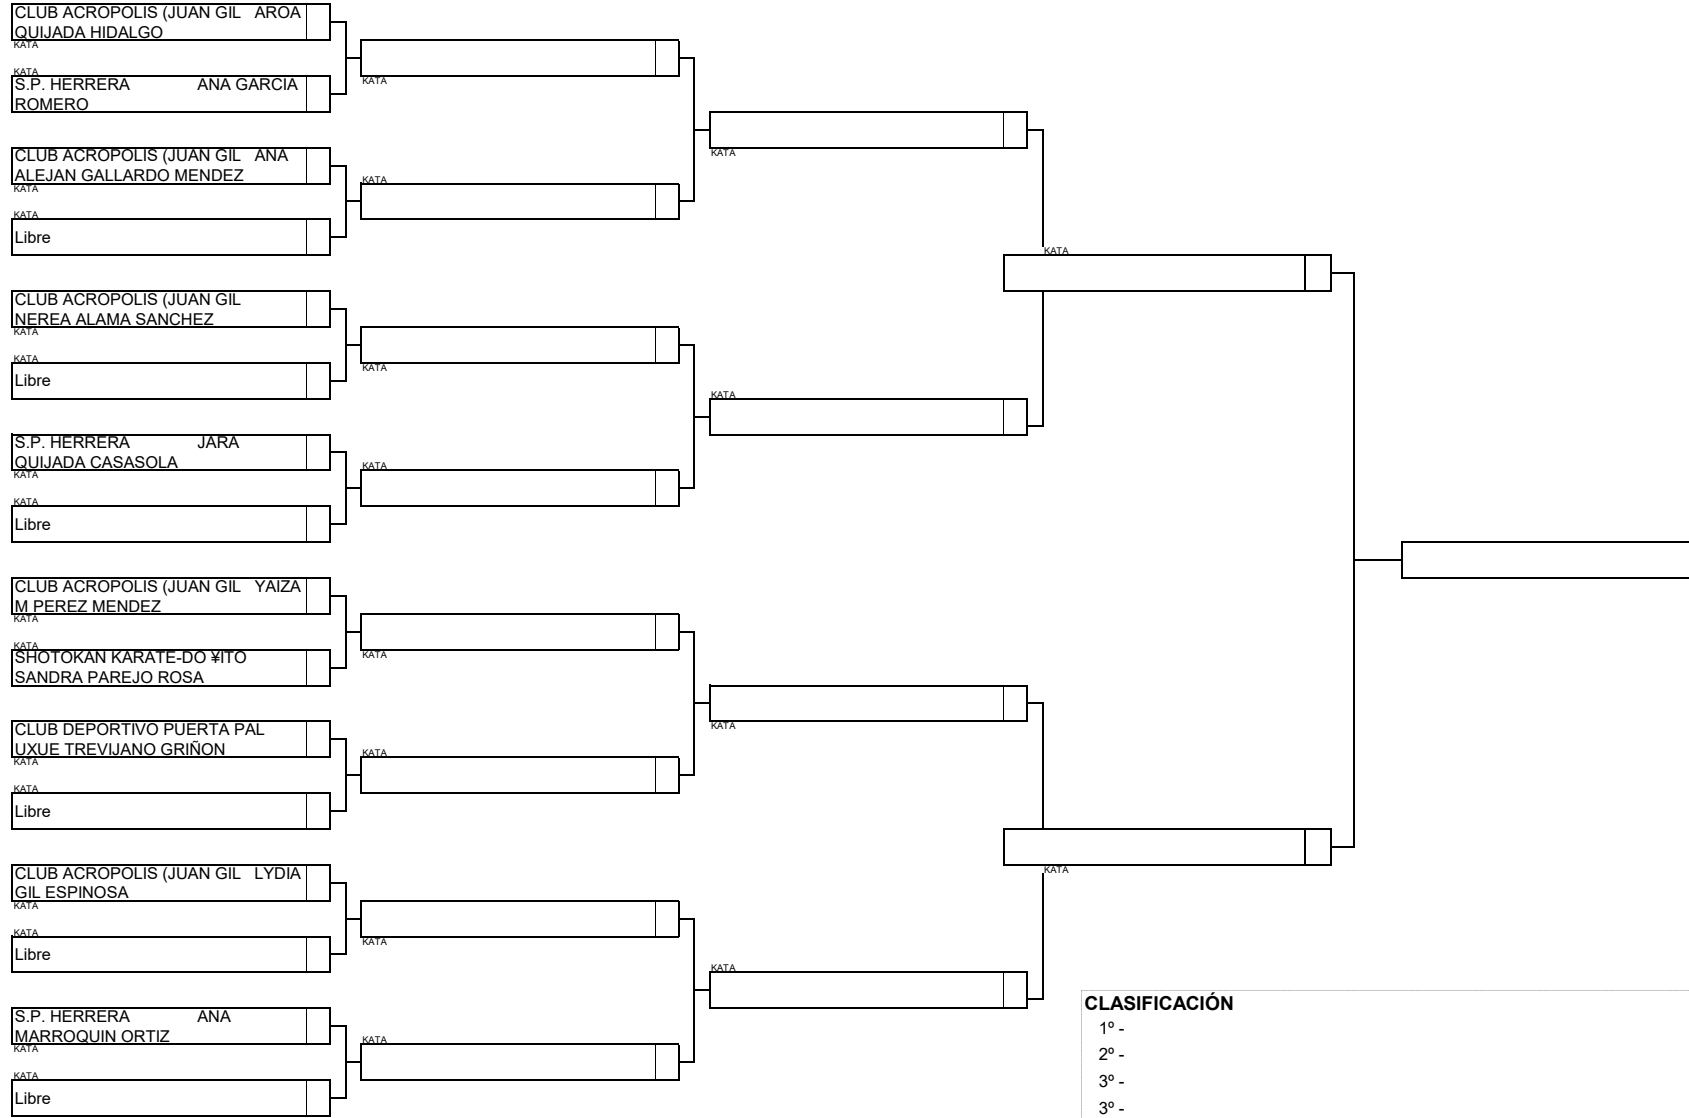 CLUB ACROPOLIS (JUAN GIL AROA
QUIJADA HIDALGO
KATA
KATA
S.P. HERRERA ANA GARCIA
ROMERO
KATA
KATA
CLUB ACROPOLIS (JUAN GIL ANA
ALEJAN GALLARDO MENDEZ
KATA
KATA
KATA
Libre
KATA
CLUB ACROPOLIS (JUAN GIL
NEREA ALAMA SANCHEZ
KATA
KATA
Libre
KATA
KATA
S.P. HERRERA JARA
QUIJADA CASASOLA
KATA
KATA
KATA
Libre
CLUB ACROPOLIS (JUAN GIL YAIZA
M PEREZ MENDEZ
KATA
KATA
SHOTOKAN KARATE-DO ¥ITO
SANDRA PAREJO ROSA
KATA
KATA
CLUB DEPORTIVO PUERTA PAL
UXUE TREVIJANO GRIÑON
KATA
KATA
KATA
Libre
KATA
CLUB ACROPOLIS (JUAN GIL LYDIA
GIL ESPINOSA
KATA
KATA
Libre
KATA
KATA
S.P. HERRERA ANA
MARROQUIN ORTIZ
KATA
KATA
KATA
Libre
CLASIFICACIÓN
1º -
2º -
3º -
3º -